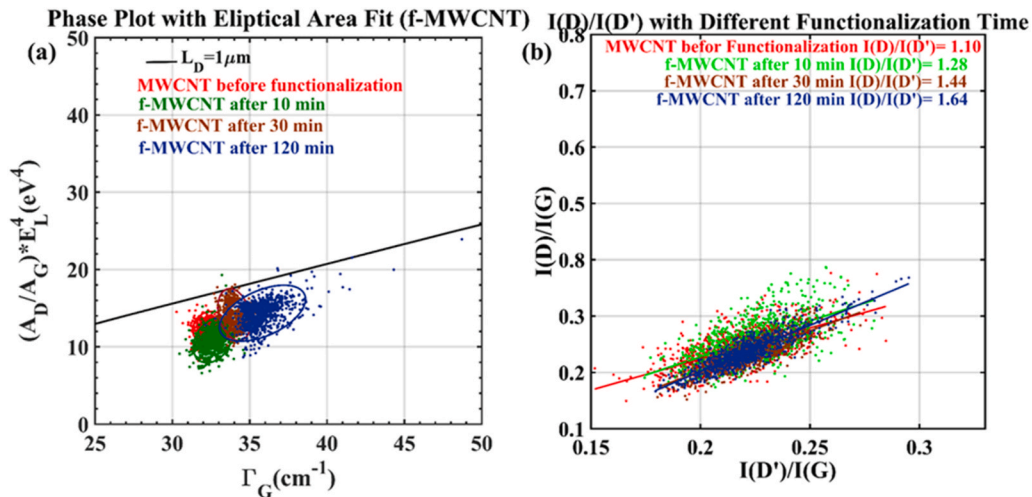 Phase Plot with Eliptical Area Fit (f-MWCNT)
(a)
L_D=1μm
MWCNT before functionalization
f-MWCNT after 10 min
f-MWCNT after 30 min
f-MWCNT after 120 min
(A_D/A_G)*E_L^4(eV^4)
50
40
30
20
10
0
25 30 35 40 45 50
Γ_G(cm^-1)
I(D)/I(D') with Different Functionalization Time
(b)
MWCNT befor Functionalization I(D)/I(D')= 1.10
f-MWCNT after 10 min I(D)/I(D')= 1.28
f-MWCNT after 30 min I(D)/I(D')= 1.44
f-MWCNT after 120 min I(D)/I(D')= 1.64
I(D)/I(G)
0.8
0.7
0.6
0.5
0.8
0.3
0.2
0.1
0.15 0.2 0.25 0.3
I(D')/I(G)